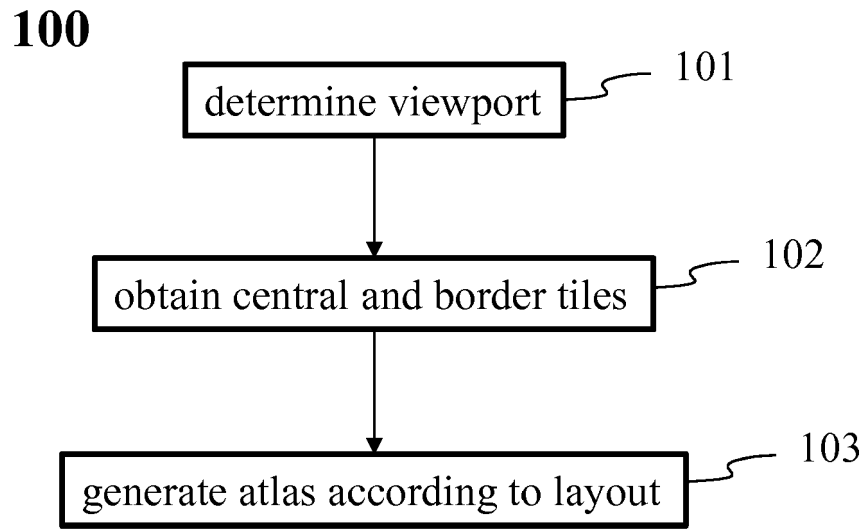 100
determine viewport
101
obtain central and border tiles
102
generate atlas according to layout
103